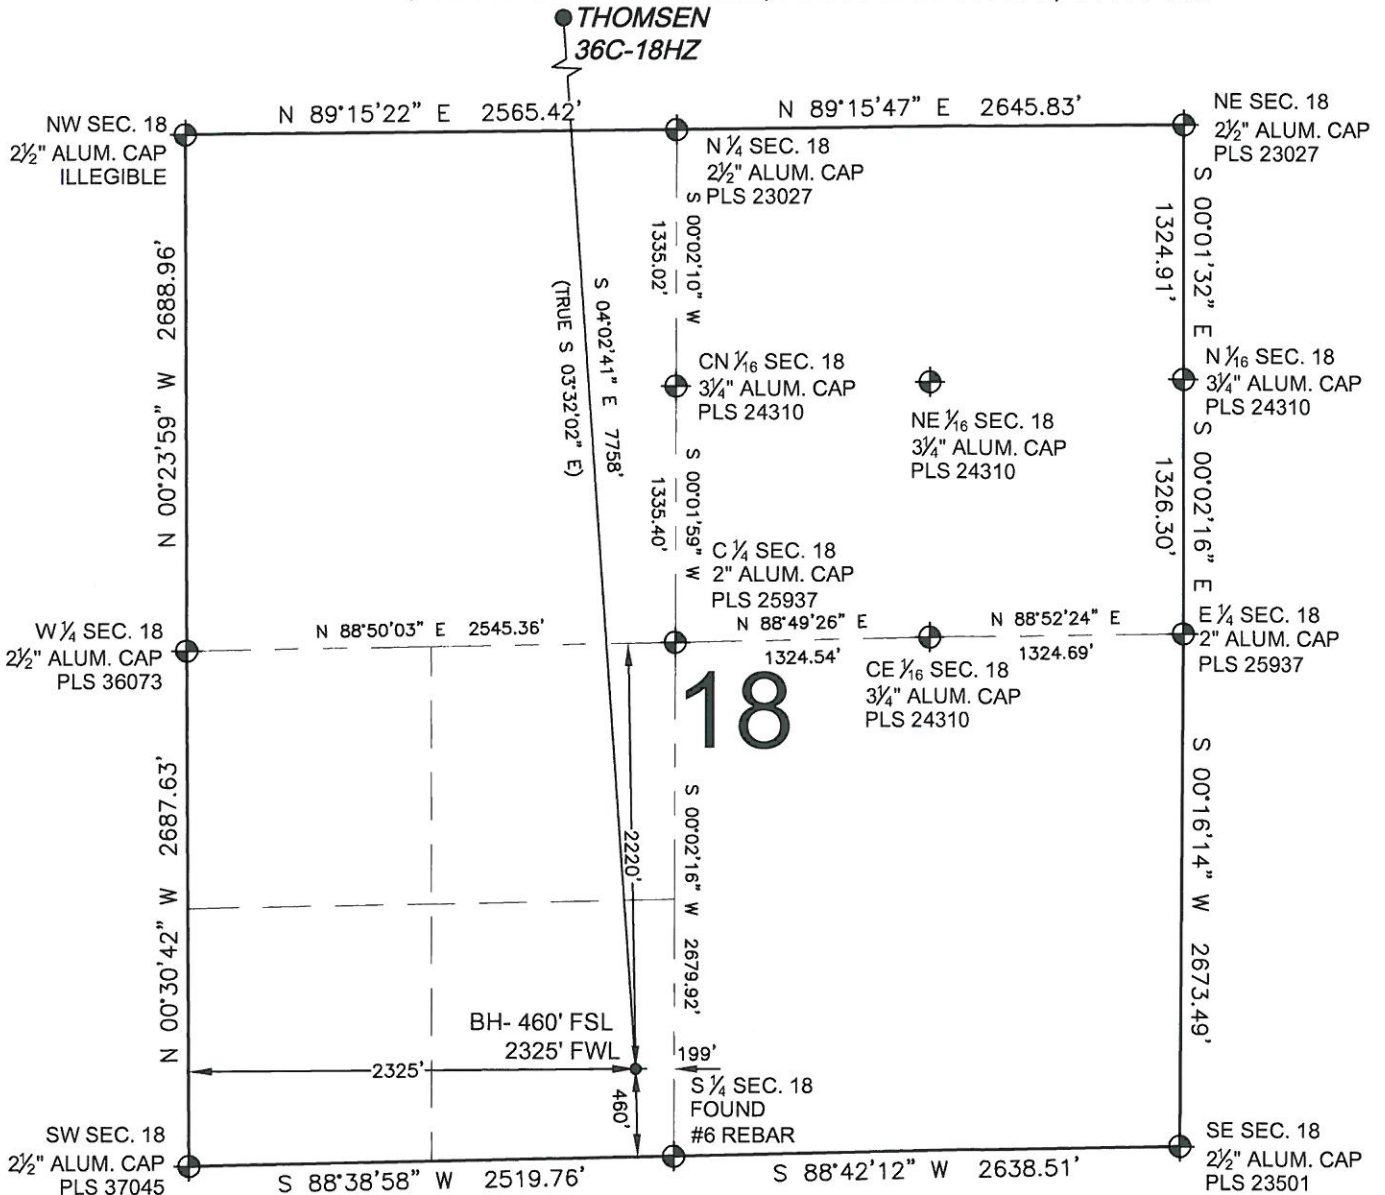 THOMSEN
36C-18HZ
N 89°15'22" E 2565.42'
N 89°15'47" E 2645.83'
NW SEC. 18
2½" ALUM. CAP
ILLEGIBLE
N ¼ SEC. 18
2½" ALUM. CAP
PLS 23027
NE SEC. 18
2½" ALUM. CAP
PLS 23027
N 00°23'59" W 2688.96'
S 04°02'41" E 7758'
(TRUE S 03°32'02" E)
S 00°02'10" W
1335.02'
S 00°01'32" E
1324.91'
CN 1⁄16 SEC. 18
3¼" ALUM. CAP
PLS 24310
NE 1⁄16 SEC. 18
3¼" ALUM. CAP
PLS 24310
N 1⁄16 SEC. 18
3¼" ALUM. CAP
PLS 24310
S 00°01'59" W
1335.40'
S 00°02'16" E
1326.30'
C ¼ SEC. 18
2" ALUM. CAP
PLS 25937
W ¼ SEC. 18
2½" ALUM. CAP
PLS 36073
N 88°50'03" E 2545.36'
N 88°49'26" E
1324.54'
N 88°52'24" E
1324.69'
E ¼ SEC. 18
2" ALUM. CAP
PLS 25937
CE 1⁄16 SEC. 18
3¼" ALUM. CAP
PLS 24310
18
N 00°30'42" W 2687.63'
2220'
S 00°02'16" W 2679.92'
S 00°16'14" W 2673.49'
BH- 460' FSL
2325' FWL
2325'
199'
460'
S ¼ SEC. 18
FOUND
#6 REBAR
SW SEC. 18
2½" ALUM. CAP
PLS 37045
S 88°38'58" W 2519.76'
S 88°42'12" W 2638.51'
SE SEC. 18
2½" ALUM. CAP
PLS 23501